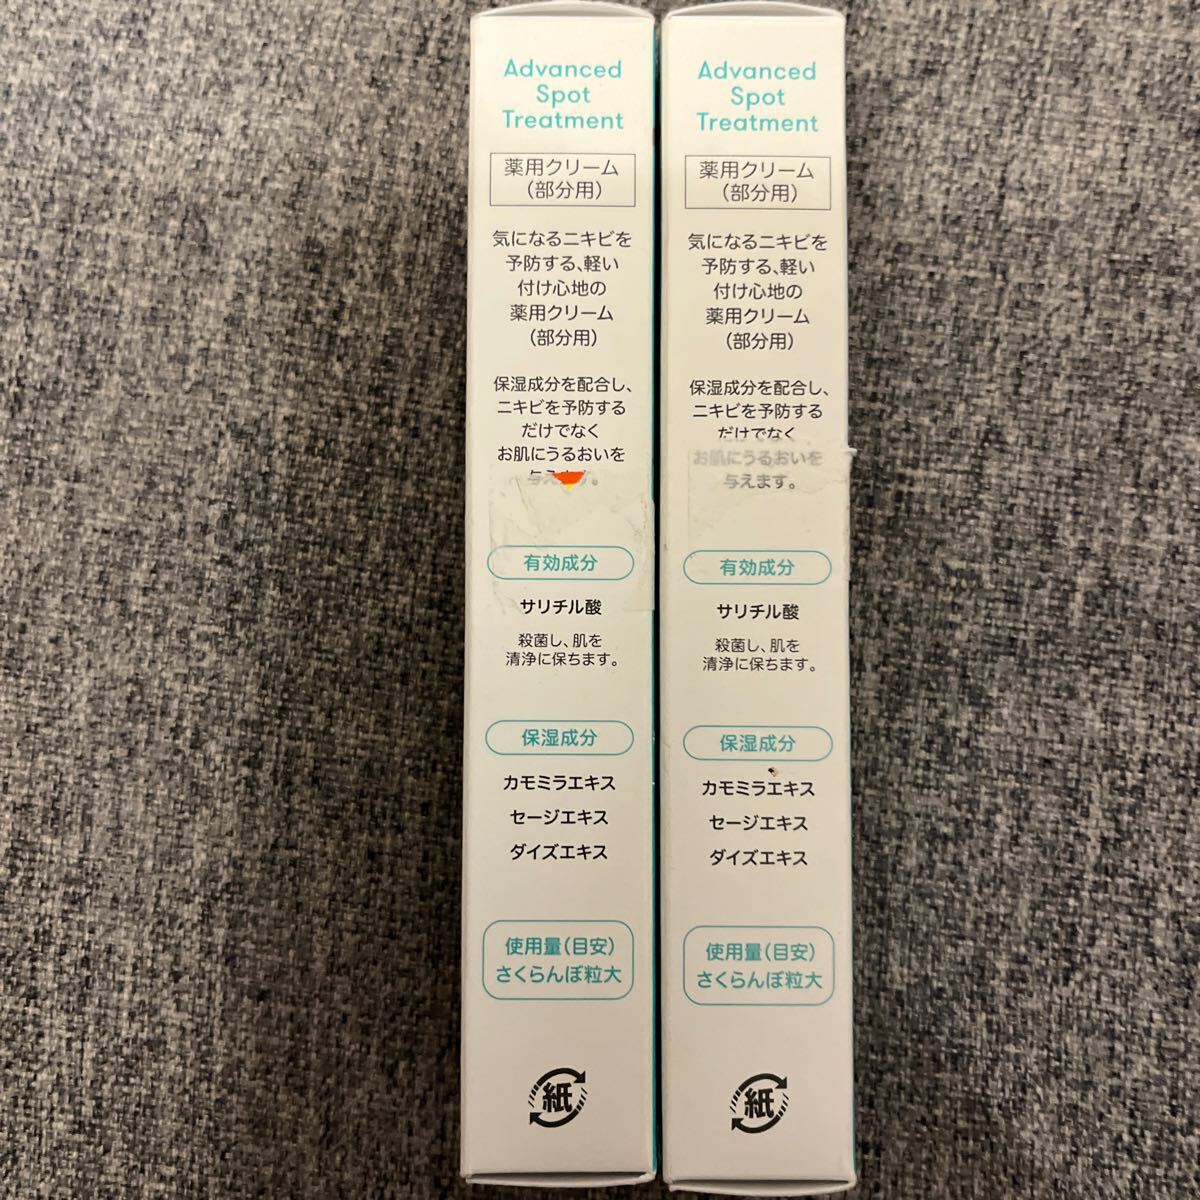 Advanced
Spot
Treatment
薬用クリーム
（部分用）
気になるニキビを
予防する、軽い
付け心地の
薬用クリーム
（部分用）
保湿成分を配合し、
ニキビを予防する
だけでなく
お肌にうるおいを
与えます。
有効成分
サリチル酸
殺菌し、肌を
清浄に保ちます。
保湿成分
カモミラエキス
セージエキス
ダイズエキス
使用量（目安）
さくらんぼ粒大
紙
Advanced
Spot
Treatment
薬用クリーム
（部分用）
気になるニキビを
予防する、軽い
付け心地の
薬用クリーム
（部分用）
保湿成分を配合し、
ニキビを予防する
だけでなく
お肌にうるおいを
与えます。
有効成分
サリチル酸
殺菌し、肌を
清浄に保ちます。
保湿成分
カモミラエキス
セージエキス
ダイズエキス
使用量（目安）
さくらんぼ粒大
紙